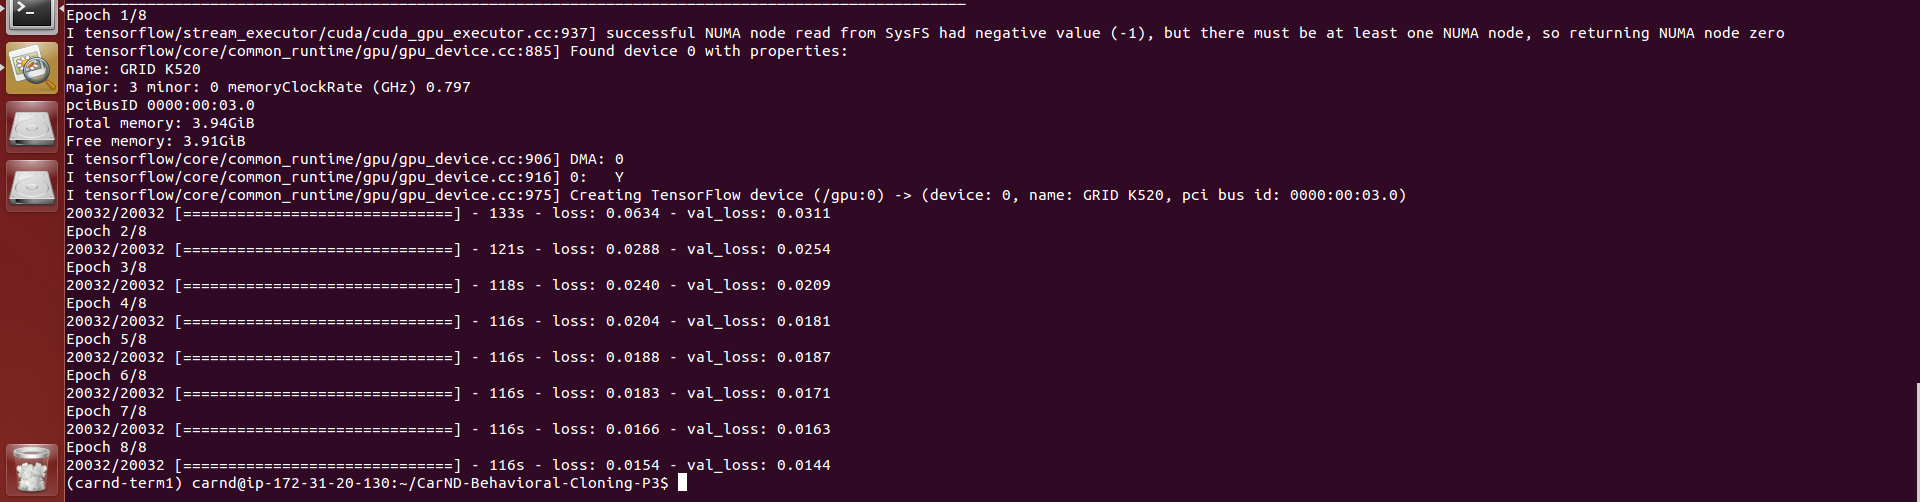 Epoch 1/8
I tensorflow/stream_executor/cuda/cuda_gpu_executor.cc:937] successful NUMA node read from SysFS had negative value (-1), but there must be at least one NUMA node, so returning NUMA node zero
I tensorflow/core/common_runtime/gpu/gpu_device.cc:885] Found device 0 with properties:
name: GRID K520
major: 3 minor: 0 memoryClockRate (GHz) 0.797
pciBusID 0000:00:03.0
Total memory: 3.94GiB
Free memory: 3.91GiB
I tensorflow/core/common_runtime/gpu/gpu_device.cc:906] DMA: 0
I tensorflow/core/common_runtime/gpu/gpu_device.cc:916] 0:   Y
I tensorflow/core/common_runtime/gpu/gpu_device.cc:975] Creating TensorFlow device (/gpu:0) -> (device: 0, name: GRID K520, pci bus id: 0000:00:03.0)
20032/20032 [==============================] - 133s - loss: 0.0634 - val_loss: 0.0311
Epoch 2/8
20032/20032 [==============================] - 121s - loss: 0.0288 - val_loss: 0.0254
Epoch 3/8
20032/20032 [==============================] - 118s - loss: 0.0240 - val_loss: 0.0209
Epoch 4/8
20032/20032 [==============================] - 116s - loss: 0.0204 - val_loss: 0.0181
Epoch 5/8
20032/20032 [==============================] - 116s - loss: 0.0188 - val_loss: 0.0187
Epoch 6/8
20032/20032 [==============================] - 116s - loss: 0.0183 - val_loss: 0.0171
Epoch 7/8
20032/20032 [==============================] - 116s - loss: 0.0166 - val_loss: 0.0163
Epoch 8/8
20032/20032 [==============================] - 116s - loss: 0.0154 - val_loss: 0.0144
(carnd-term1) carnd@ip-172-31-20-130:~/CarND-Behavioral-Cloning-P3$